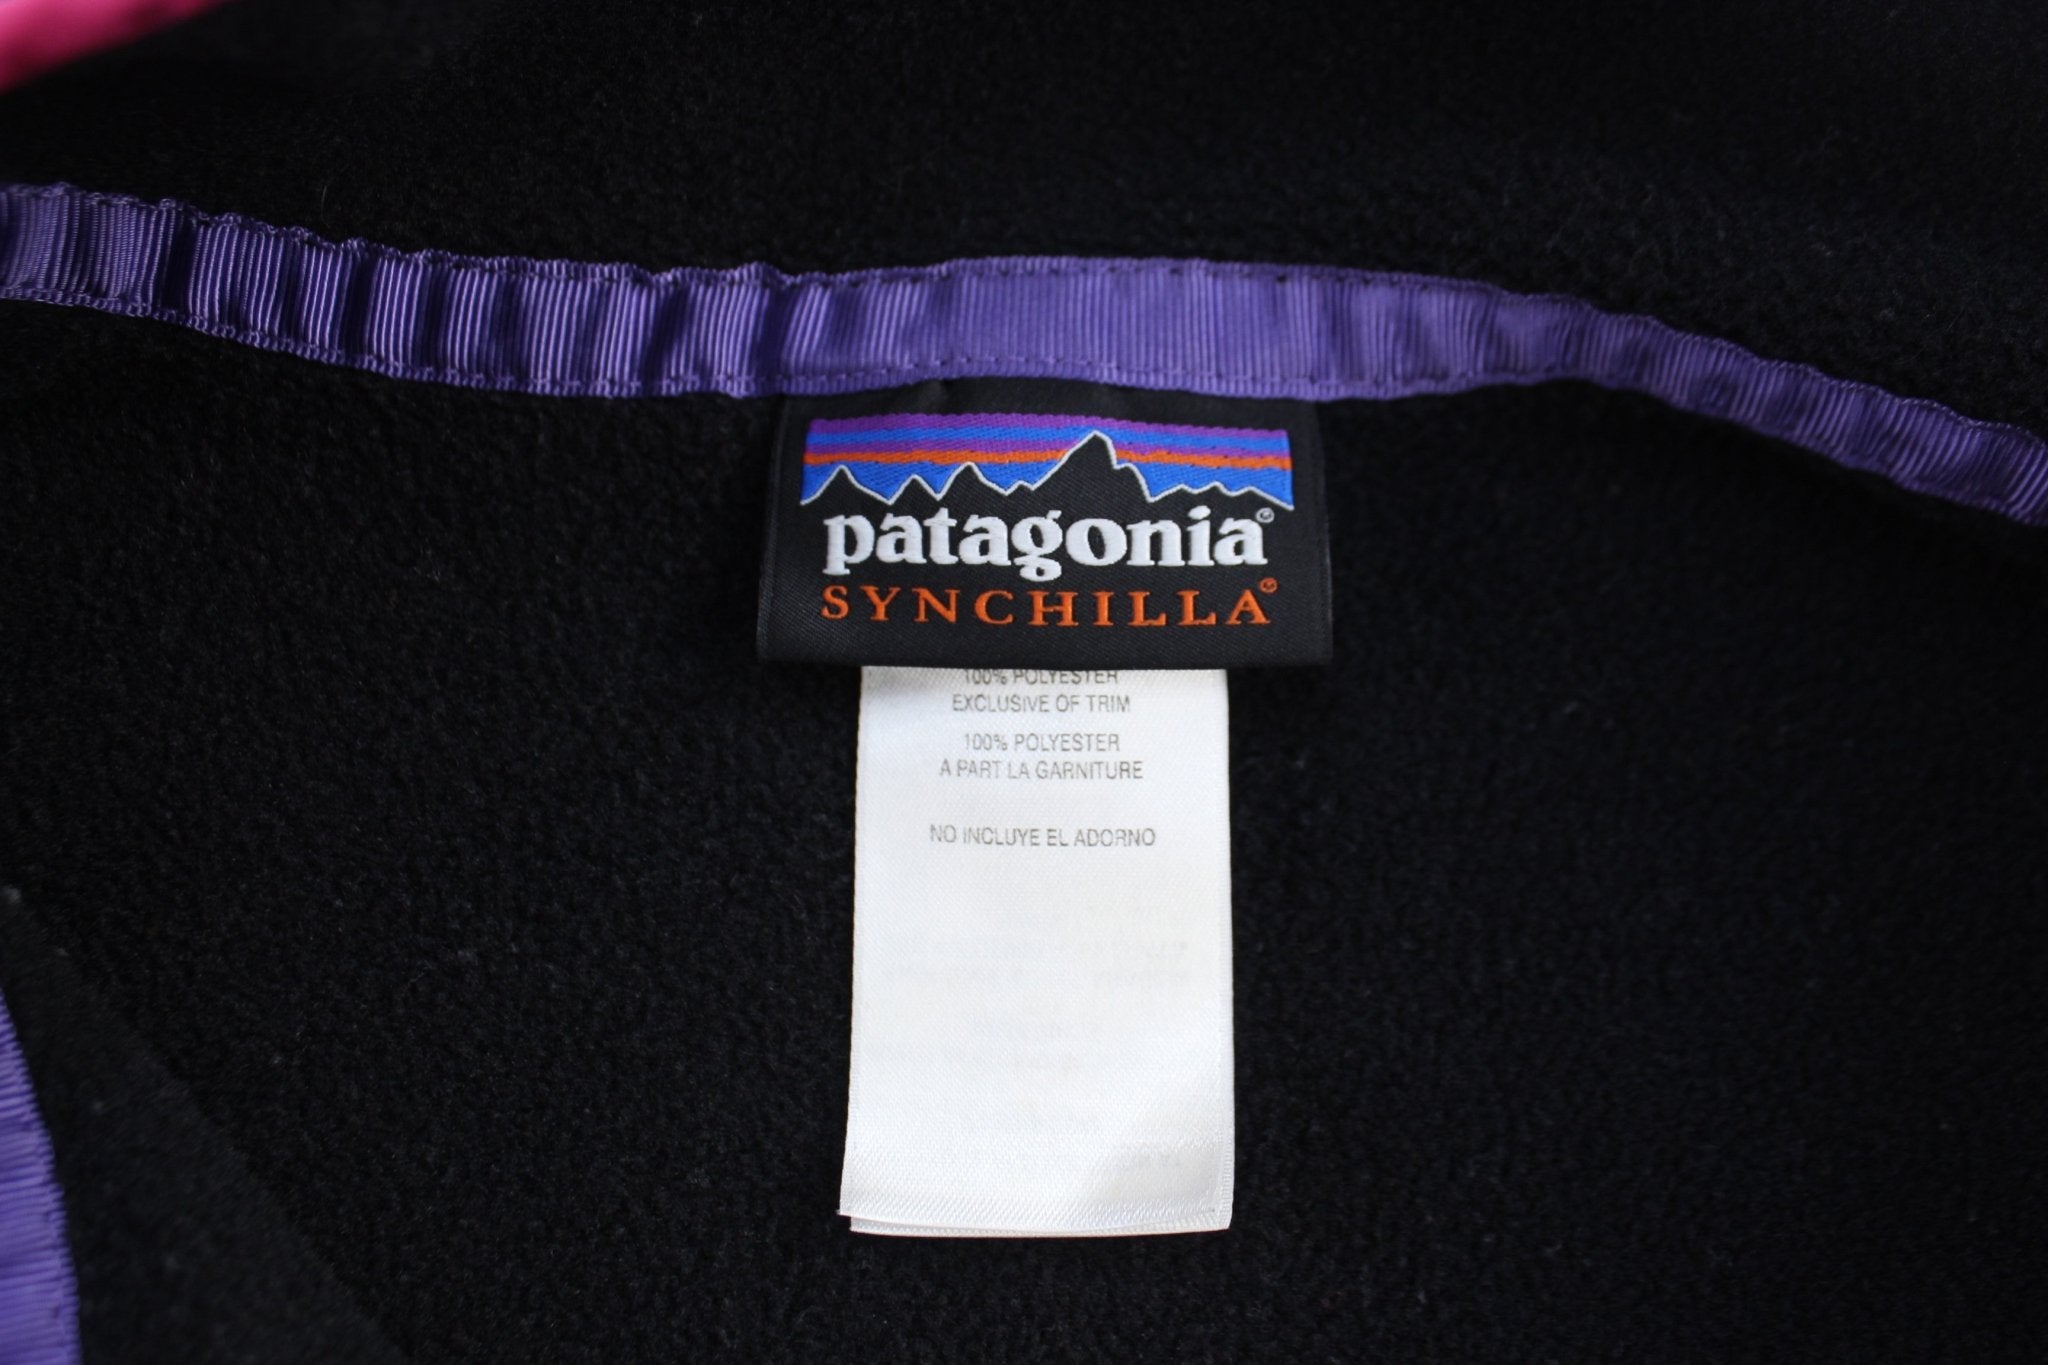 patagonia®
SYNCHILLA®
100% POLYESTER
EXCLUSIVE OF TRIM
100% POLYESTER
A PART LA GARNITURE
NO INCLUYE EL ADORNO